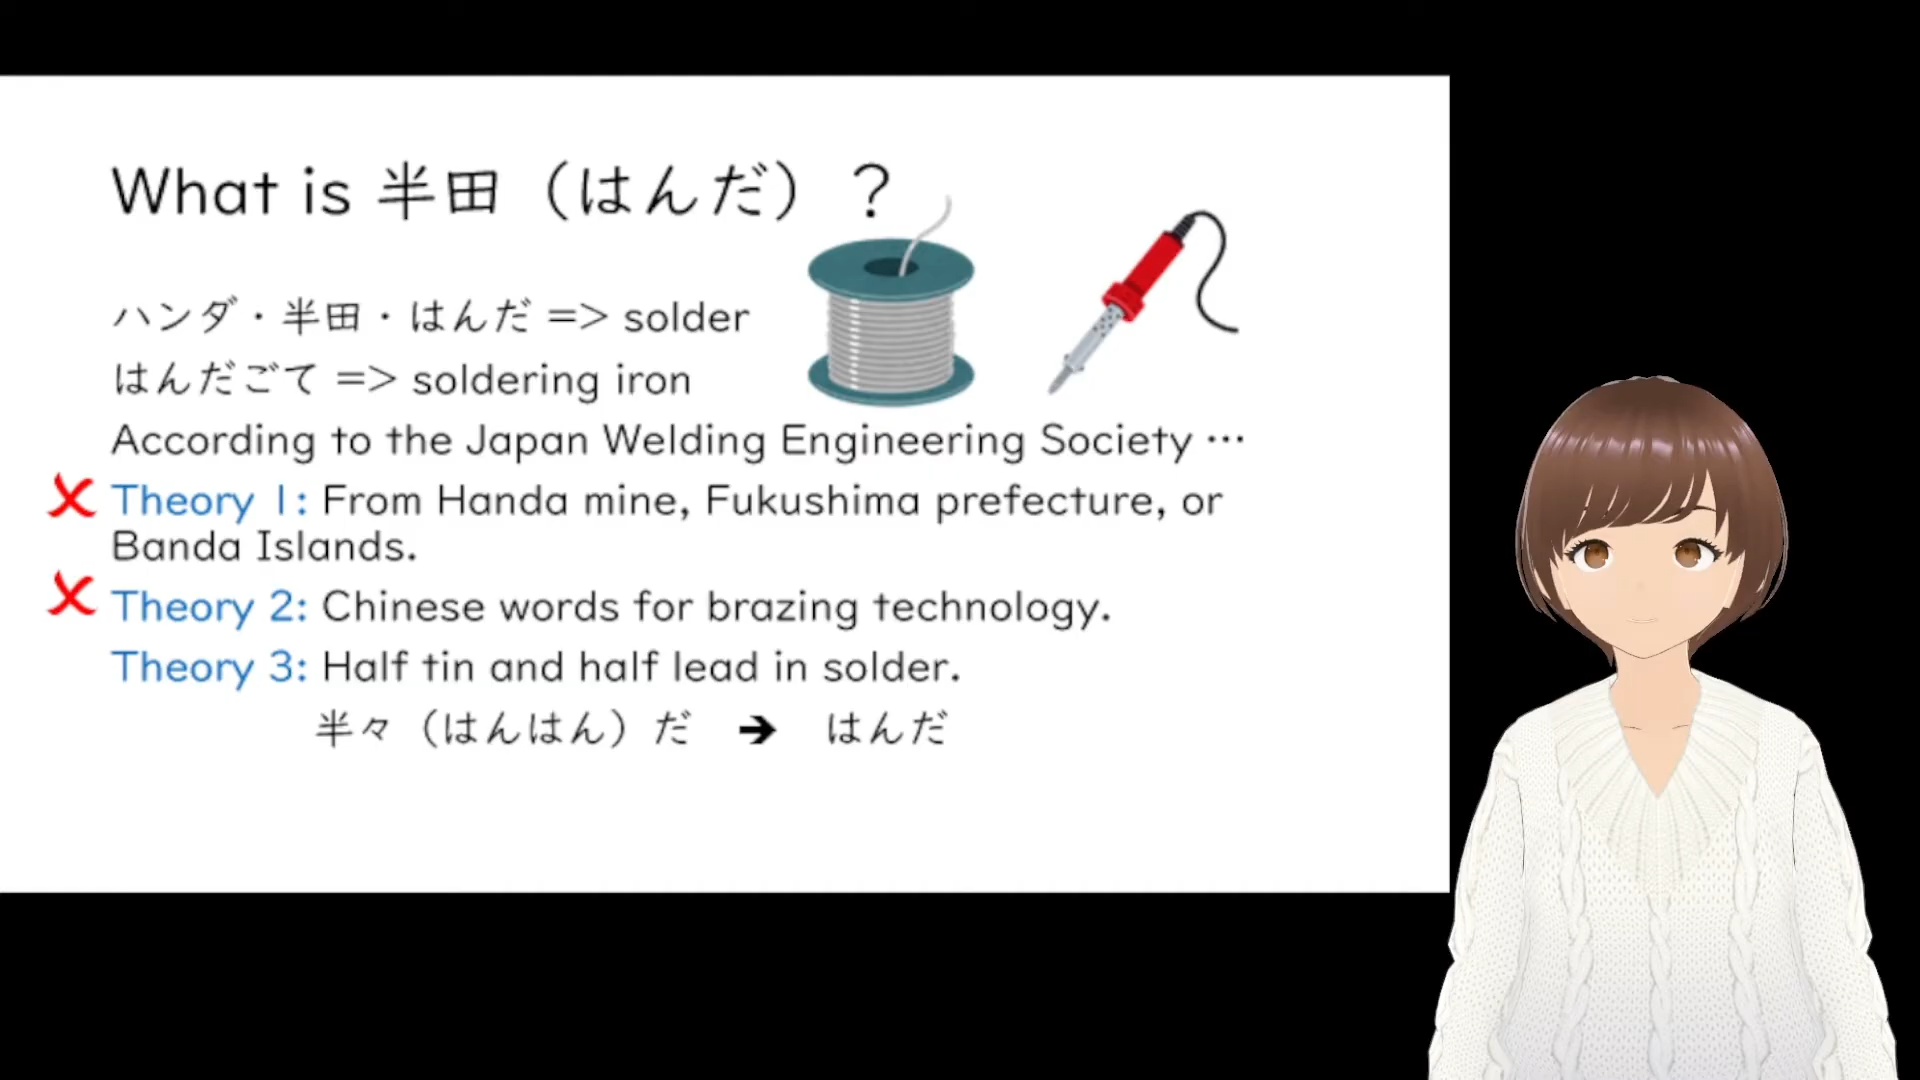 What is 半田（はんだ）？
ハンダ・半田・はんだ => solder
はんだごて => soldering iron
According to the Japan Welding Engineering Society …
Theory 1: From Handa mine, Fukushima prefecture, or
Banda Islands.
Theory 2: Chinese words for brazing technology.
Theory 3: Half tin and half lead in solder.
半々（はんはん）だ ➔ はんだ